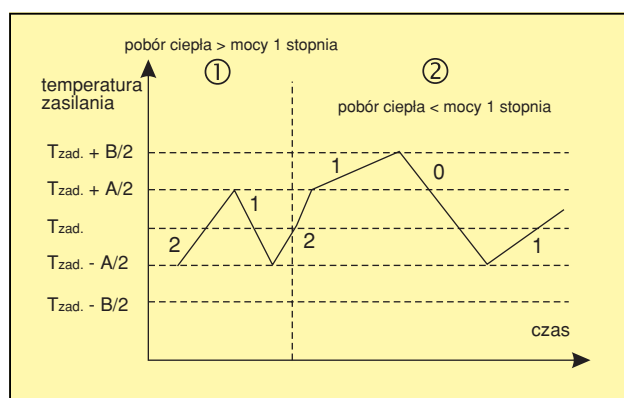 pobór ciepła > mocy 1 stopnia
① ②
temperatura
zasilania
pobór ciepła < mocy 1 stopnia
Tzad. + B/2
1
0
Tzad. + A/2
1
Tzad.
2
2
1
Tzad. - A/2
Tzad. - B/2
czas